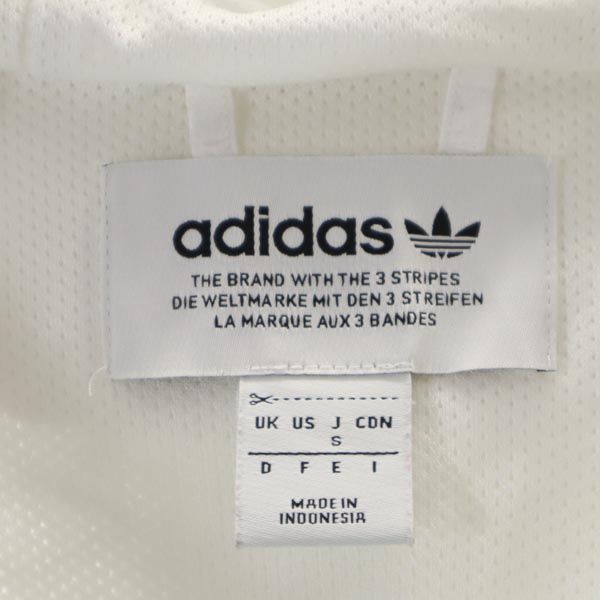 adidas
THE BRAND WITH THE 3 STRIPES
DIE WELTMARKE MIT DEN 3 STREIFEN
LA MARQUE AUX 3 BANDES
UK US J CDN
S
D F E I
MADE IN
INDONESIA